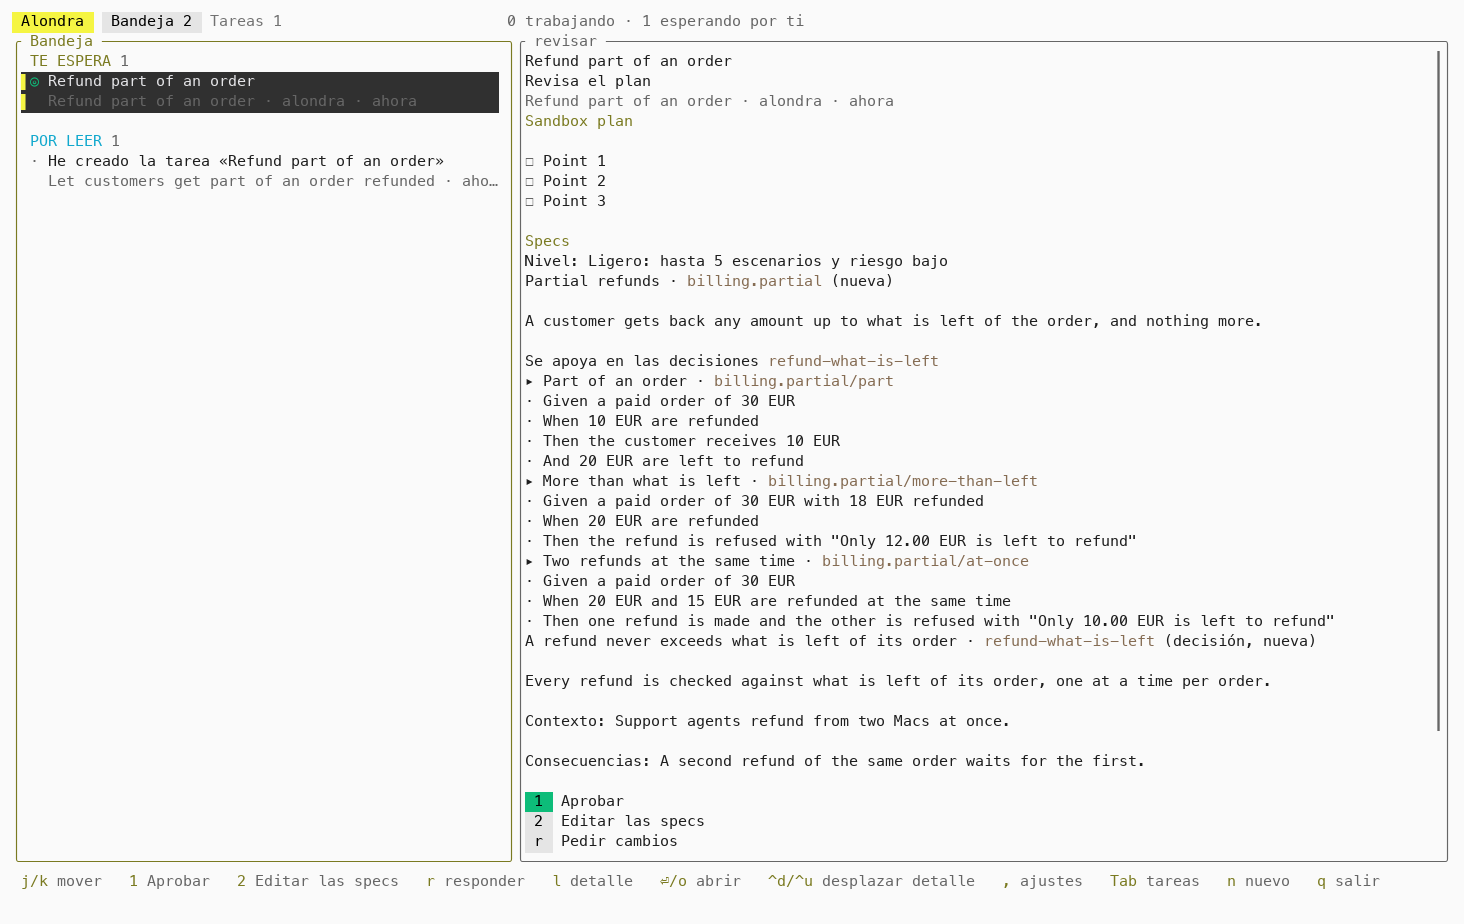 Alondra  Bandeja 2  Tareas 1  0 trabajando · 1 esperando por ti
Bandeja
TE ESPERA 1
☺ Refund part of an order
Refund part of an order · alondra · ahora
POR LEER 1
· He creado la tarea «Refund part of an order»
Let customers get part of an order refunded · aho…
revisar
Refund part of an order
Revisa el plan
Refund part of an order · alondra · ahora
Sandbox plan
☐ Point 1
☐ Point 2
☐ Point 3
Specs
Nivel: Ligero: hasta 5 escenarios y riesgo bajo
Partial refunds · billing.partial (nueva)
A customer gets back any amount up to what is left of the order, and nothing more.
Se apoya en las decisiones refund-what-is-left
▸ Part of an order · billing.partial/part
· Given a paid order of 30 EUR
· When 10 EUR are refunded
· Then the customer receives 10 EUR
· And 20 EUR are left to refund
▸ More than what is left · billing.partial/more-than-left
· Given a paid order of 30 EUR with 18 EUR refunded
· When 20 EUR are refunded
· Then the refund is refused with "Only 12.00 EUR is left to refund"
▸ Two refunds at the same time · billing.partial/at-once
· Given a paid order of 30 EUR
· When 20 EUR and 15 EUR are refunded at the same time
· Then one refund is made and the other is refused with "Only 10.00 EUR is left to refund"
A refund never exceeds what is left of its order · refund-what-is-left (decisión, nueva)
Every refund is checked against what is left of its order, one at a time per order.
Contexto: Support agents refund from two Macs at once.
Consecuencias: A second refund of the same order waits for the first.
1 Aprobar
2 Editar las specs
r Pedir cambios
j/k mover  1 Aprobar  2 Editar las specs  r responder  l detalle  ⏎/o abrir  ^d/^u desplazar detalle  , ajustes  Tab tareas  n nuevo  q salir